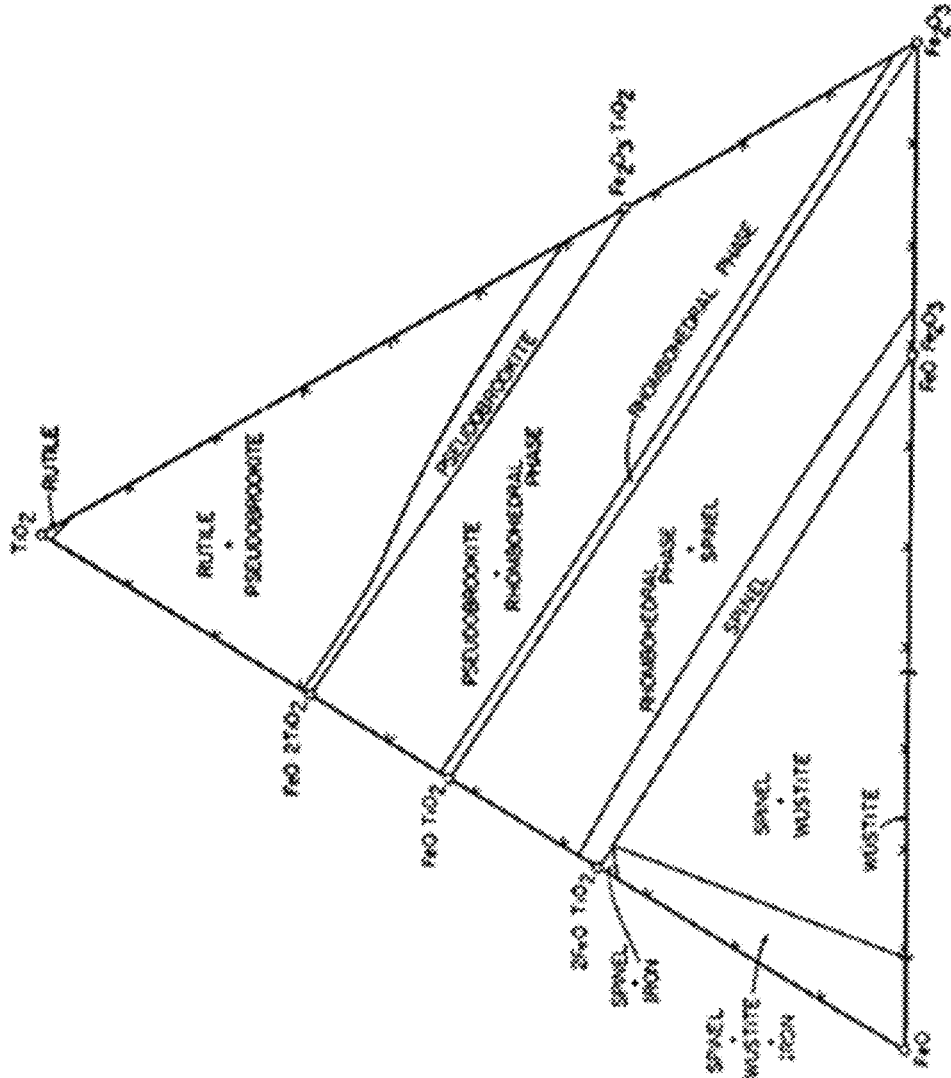 TiO2
RUTILE
RUTILE
+
PSEUDOBROOKITE
FeO 2TiO2
PSEUDOBROOKITE
Fe2O3 TiO2
PSEUDOBROOKITE
+
RHOMBOHEDRAL
PHASE
FeO TiO2
RHOMBOHEDRAL PHASE
RHOMBOHEDRAL
PHASE
+
SPINEL
2FeO TiO2
SPINEL
SPINEL
+
IRON
SPINEL
+
WUSTITE
SPINEL
+
WUSTITE
+
IRON
WUSTITE
FeO
FeO Fe2O3
Fe2O3